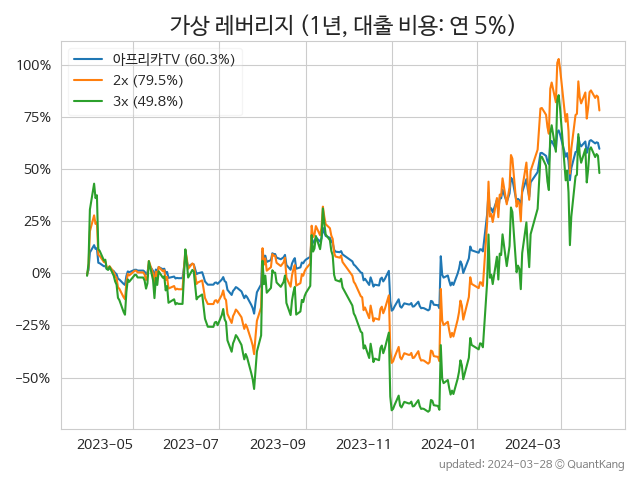 가상 레버리지 (1년, 대출 비용: 연 5%)
아프리카TV (60.3%)
2x (79.5%)
3x (49.8%)
100%
75%
50%
25%
0%
−25%
−50%
2023-05
2023-07
2023-09
2023-11
2024-01
2024-03
updated: 2024-03-28 © QuantKang